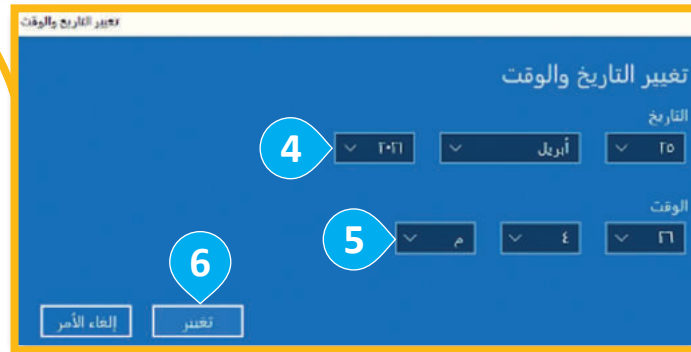 تغيير التاريخ والوقت
تغيير التاريخ والوقت
التاريخ
٢٥ أبريل ٢٠٢١
4
الوقت
٢٦ ٤ م
5
6
تغيير إلغاء الأمر